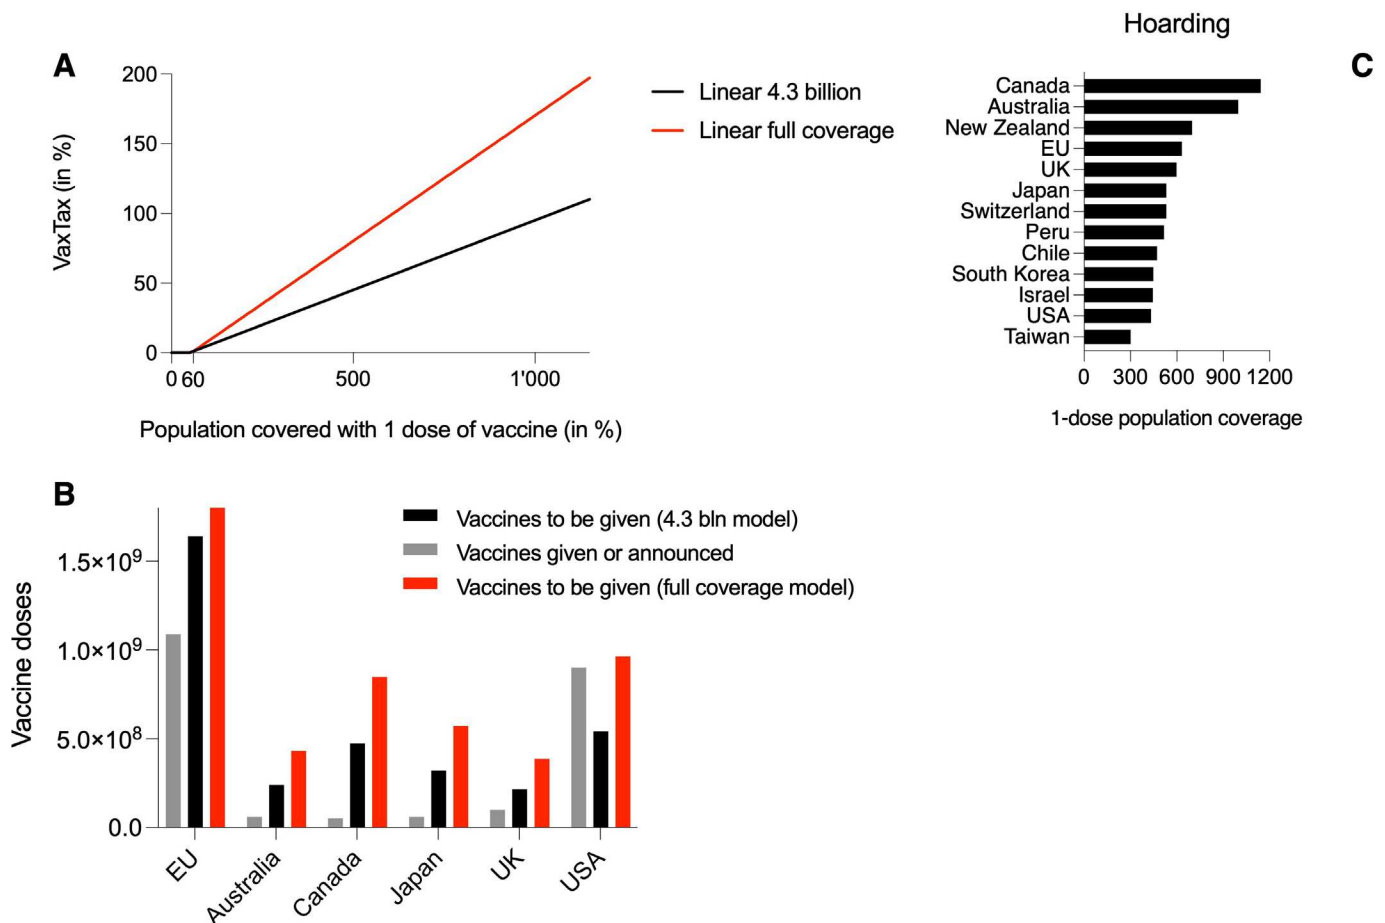 Hoarding
A
C
200
150
100
50
0
VaxTax (in %)
0 60 500 1'000
Population covered with 1 dose of vaccine (in %)
Linear 4.3 billion
Linear full coverage
Canada
Australia
New Zealand
EU
UK
Japan
Switzerland
Peru
Chile
South Korea
Israel
USA
Taiwan
0 300 600 900 1200
1-dose population coverage
B
Vaccines to be given (4.3 bln model)
Vaccines given or announced
Vaccines to be given (full coverage model)
Vaccine doses
1.5×10⁹
1.0×10⁹
5.0×10⁸
0.0
EU
Australia
Canada
Japan
UK
USA